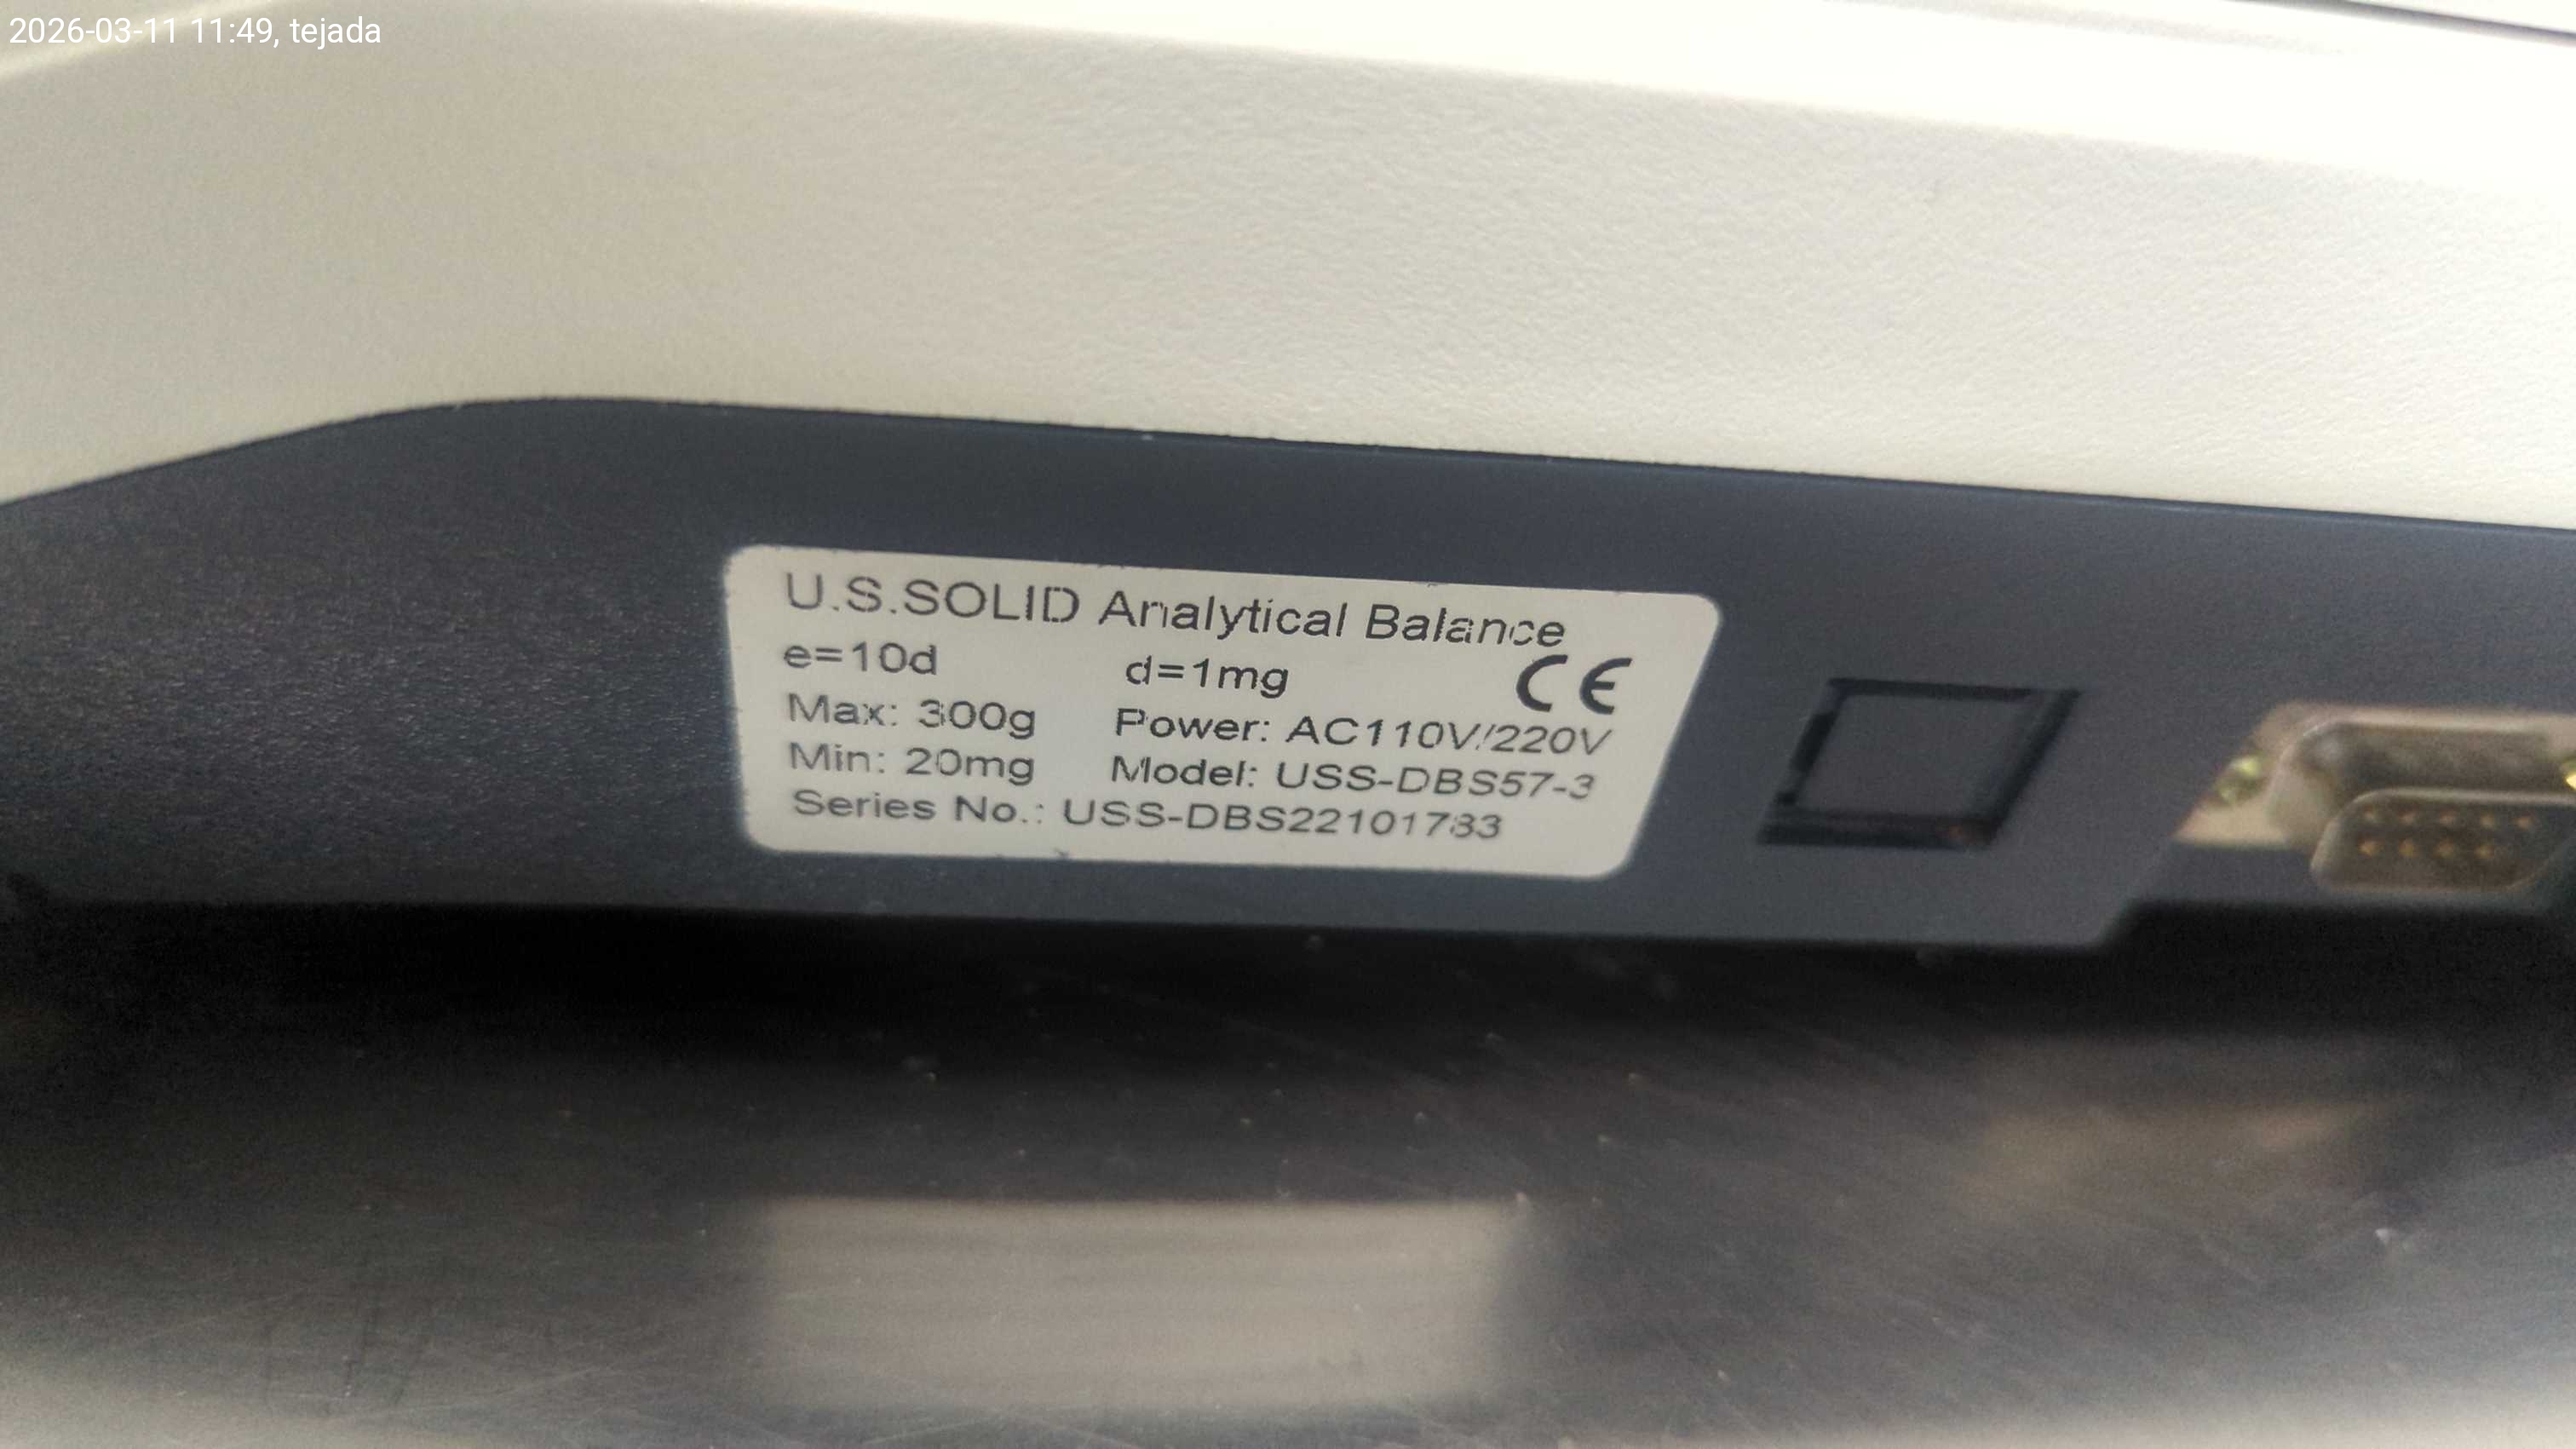 2026-03-11 11:49, tejada
U.S.SOLID Analytical Balance
e=10d d=1mg CE
Max: 300g Power: AC110V/220V
Min: 20mg Model: USS-DBS57-3
Series No.: USS-DBS22101783